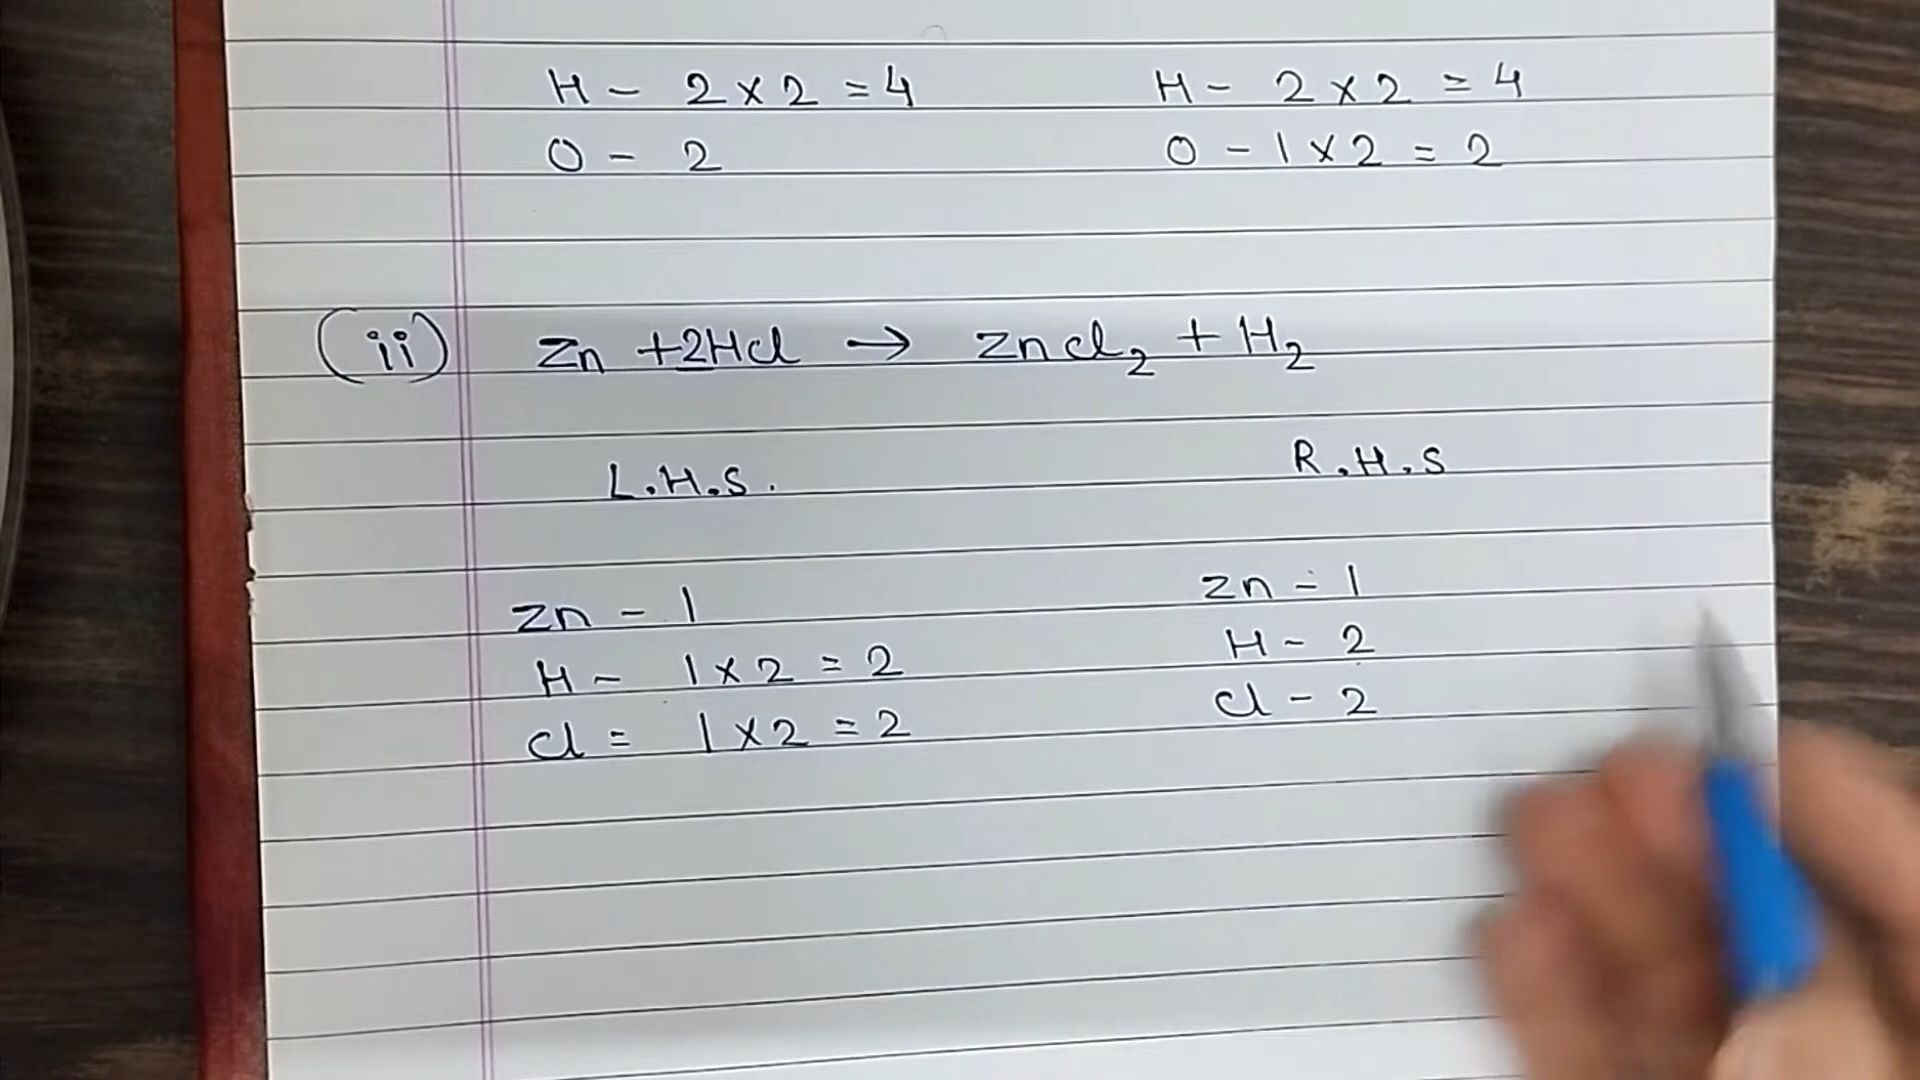 H - 2 x 2 = 4 H - 2 x 2 = 4
O - 2 O - 1 x 2 = 2
(ii) Zn + 2HCl → ZnCl₂ + H₂
L.H.S. R.H.S
Zn - 1 Zn - 1
H - 1 x 2 = 2 H - 2
Cl = 1 x 2 = 2 Cl - 2